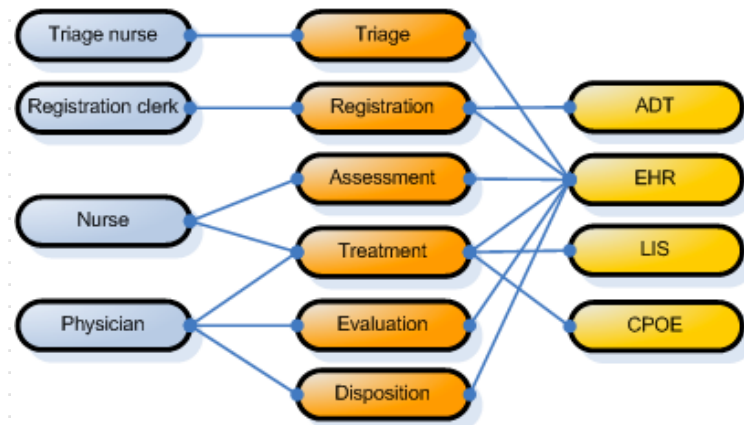 Triage nurse
Triage
Registration clerk
Registration
ADT
Assessment
EHR
Nurse
Treatment
LIS
Physician
Evaluation
CPOE
Disposition